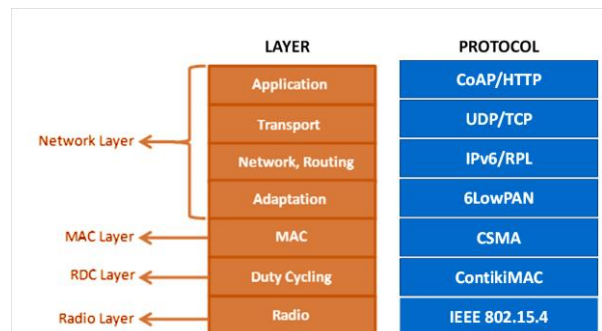 LAYER PROTOCOL
Application CoAP/HTTP
Transport UDP/TCP
Network Layer Network, Routing IPv6/RPL
Adaptation 6LowPAN
MAC Layer MAC CSMA
RDC Layer Duty Cycling ContikiMAC
Radio Layer Radio IEEE 802.15.4